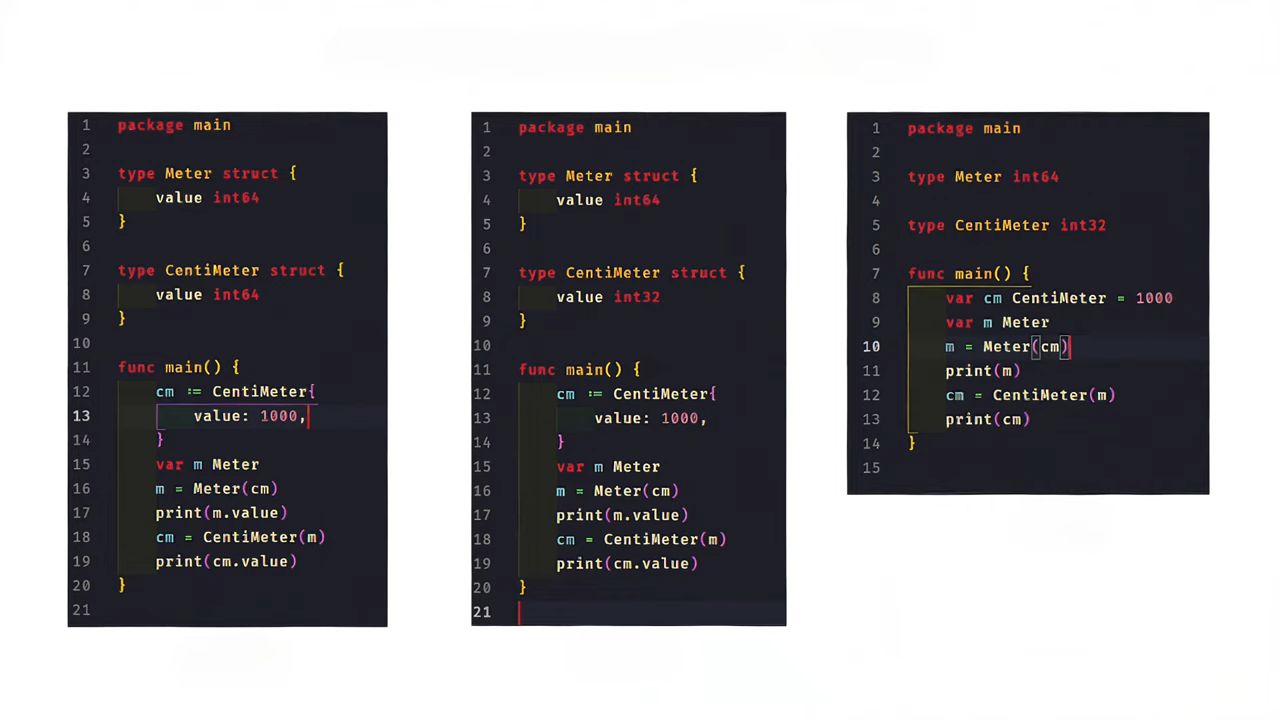 1 package main
2
3 type Meter struct {
4     value int64
5 }
6
7 type CentiMeter struct {
8     value int64
9 }
10
11 func main() {
12     cm := CentiMeter{
13         value: 1000,
14     }
15     var m Meter
16     m = Meter(cm)
17     print(m.value)
18     cm = CentiMeter(m)
19     print(cm.value)
20 }
21
1 package main
2
3 type Meter struct {
4     value int64
5 }
6
7 type CentiMeter struct {
8     value int32
9 }
10
11 func main() {
12     cm := CentiMeter{
13         value: 1000,
14     }
15     var m Meter
16     m = Meter(cm)
17     print(m.value)
18     cm = CentiMeter(m)
19     print(cm.value)
20 }
21
1 package main
2
3 type Meter int64
4
5 type CentiMeter int32
6
7 func main() {
8     var cm CentiMeter = 1000
9     var m Meter
10     m = Meter(cm)
11     print(m)
12     cm = CentiMeter(m)
13     print(cm)
14 }
15